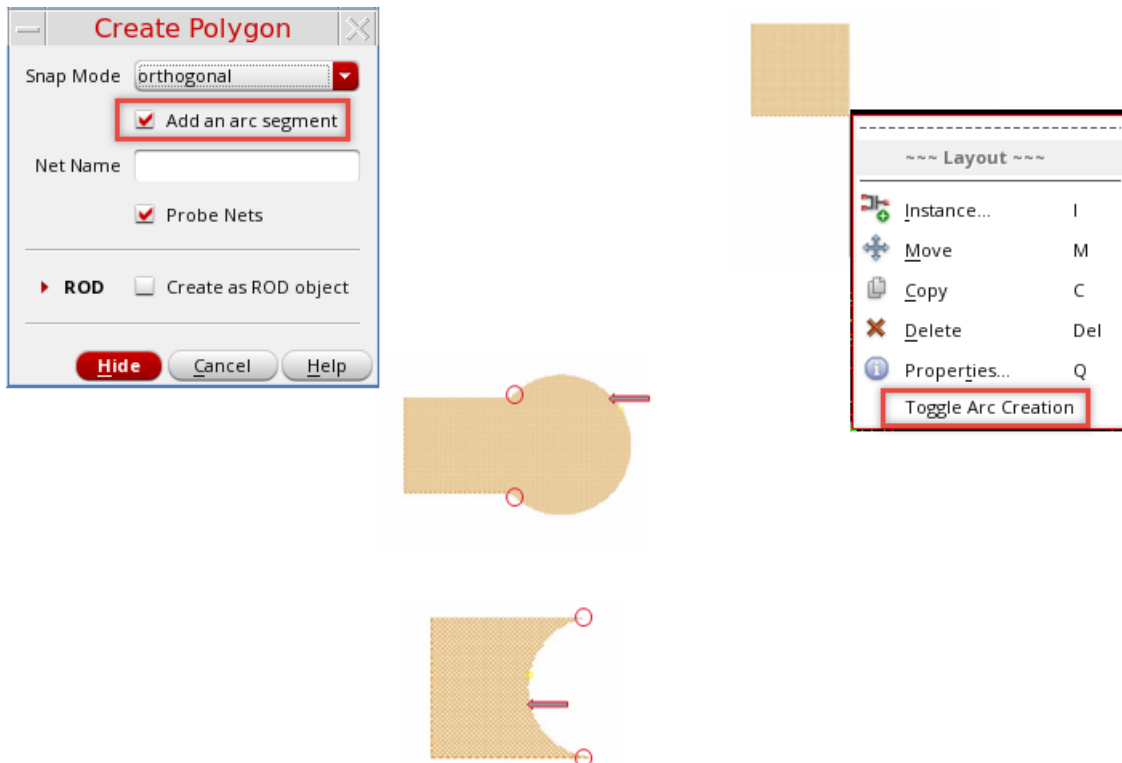 Create Polygon
Snap Mode orthogonal
Add an arc segment
Net Name
Probe Nets
ROD Create as ROD object
Hide Cancel Help
~~~ Layout ~~~
Instance... I
Move M
Copy C
Delete Del
Properties... Q
Toggle Arc Creation